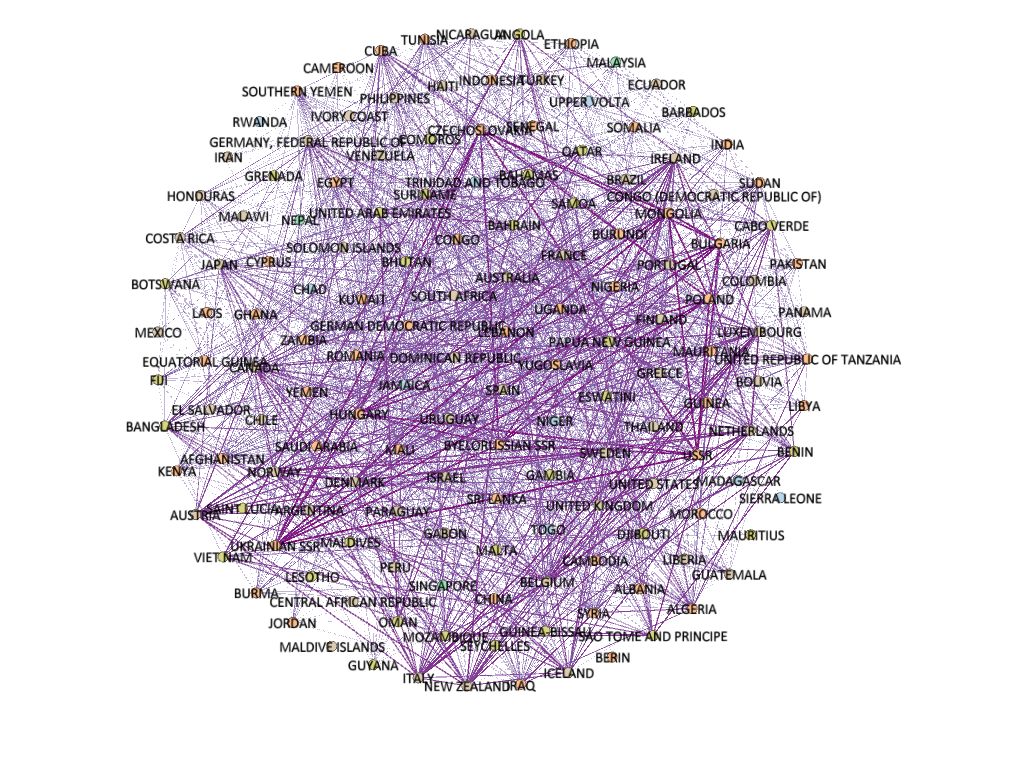 NICARAGUA
ANGOLA
TUNISIA
ETHIOPIA
CUBA
MALAYSIA
CAMEROON
INDONESIA
TURKEY
HAITI
ECUADOR
SOUTHERN YEMEN
PHILIPPINES
UPPER VOLTA
IVORY COAST
BARBADOS
RWANDA
CZECHOSLOVAKIA
SENEGAL
SOMALIA
GERMANY, FEDERAL REPUBLIC OF
COMOROS
INDIA
IRAN
VENEZUELA
QATAR
IRELAND
GRENADA
EGYPT
TRINIDAD AND TOBAGO
BAHAMAS
BRAZIL
SUDAN
HONDURAS
SURINAME
CONGO (DEMOCRATIC REPUBLIC OF)
MALAWI
NEPAL
UNITED ARAB EMIRATES
SAMOA
MONGOLIA
BAHRAIN
CABO VERDE
COSTA RICA
SOLOMON ISLANDS
CONGO
BURUNDI
BULGARIA
JAPAN
CYPRUS
BHUTAN
FRANCE
PORTUGAL
PAKISTAN
BOTSWANA
CHAD
AUSTRALIA
NIGERIA
COLOMBIA
KUWAIT
SOUTH AFRICA
POLAND
LAOS
GHANA
UGANDA
PANAMA
MEXICO
GERMAN DEMOCRATIC REPUBLIC
LEBANON
FINLAND
LUXEMBOURG
ZAMBIA
PAPUA NEW GUINEA
EQUATORIAL GUINEA
ROMANIA
DOMINICAN REPUBLIC
MAURITANIA
UNITED REPUBLIC OF TANZANIA
CANADA
YUGOSLAVIA
GREECE
FIJI
YEMEN
JAMAICA
SPAIN
BOLIVIA
EL SALVADOR
ESWATINI
GUINEA
LIBYA
BANGLADESH
CHILE
HUNGARY
URUGUAY
NIGER
THAILAND
NETHERLANDS
SAUDI ARABIA
MALI
BYELORUSSIAN SSR
SWEDEN
USSR
BENIN
AFGHANISTAN
KENYA
NORWAY
DENMARK
ISRAEL
GAMBIA
UNITED STATES
MADAGASCAR
SIERRA LEONE
AUSTRIA
SAINT LUCIA
ARGENTINA
PARAGUAY
SRI LANKA
UNITED KINGDOM
MOROCCO
GABON
TOGO
DJIBOUTI
MAURITIUS
VIET NAM
UKRAINIAN SSR
MALDIVES
MALTA
PERU
CAMBODIA
LIBERIA
LESOTHO
SINGAPORE
BELGIUM
GUATEMALA
BURMA
CENTRAL AFRICAN REPUBLIC
CHINA
ALBANIA
JORDAN
OMAN
SYRIA
ALGERIA
MOZAMBIQUE
GUINEA-BISSAU
SAO TOME AND PRINCIPE
MALDIVE ISLANDS
SEYCHELLES
BERIN
GUYANA
ITALY
NEW ZEALAND
IRAQ
ICELAND